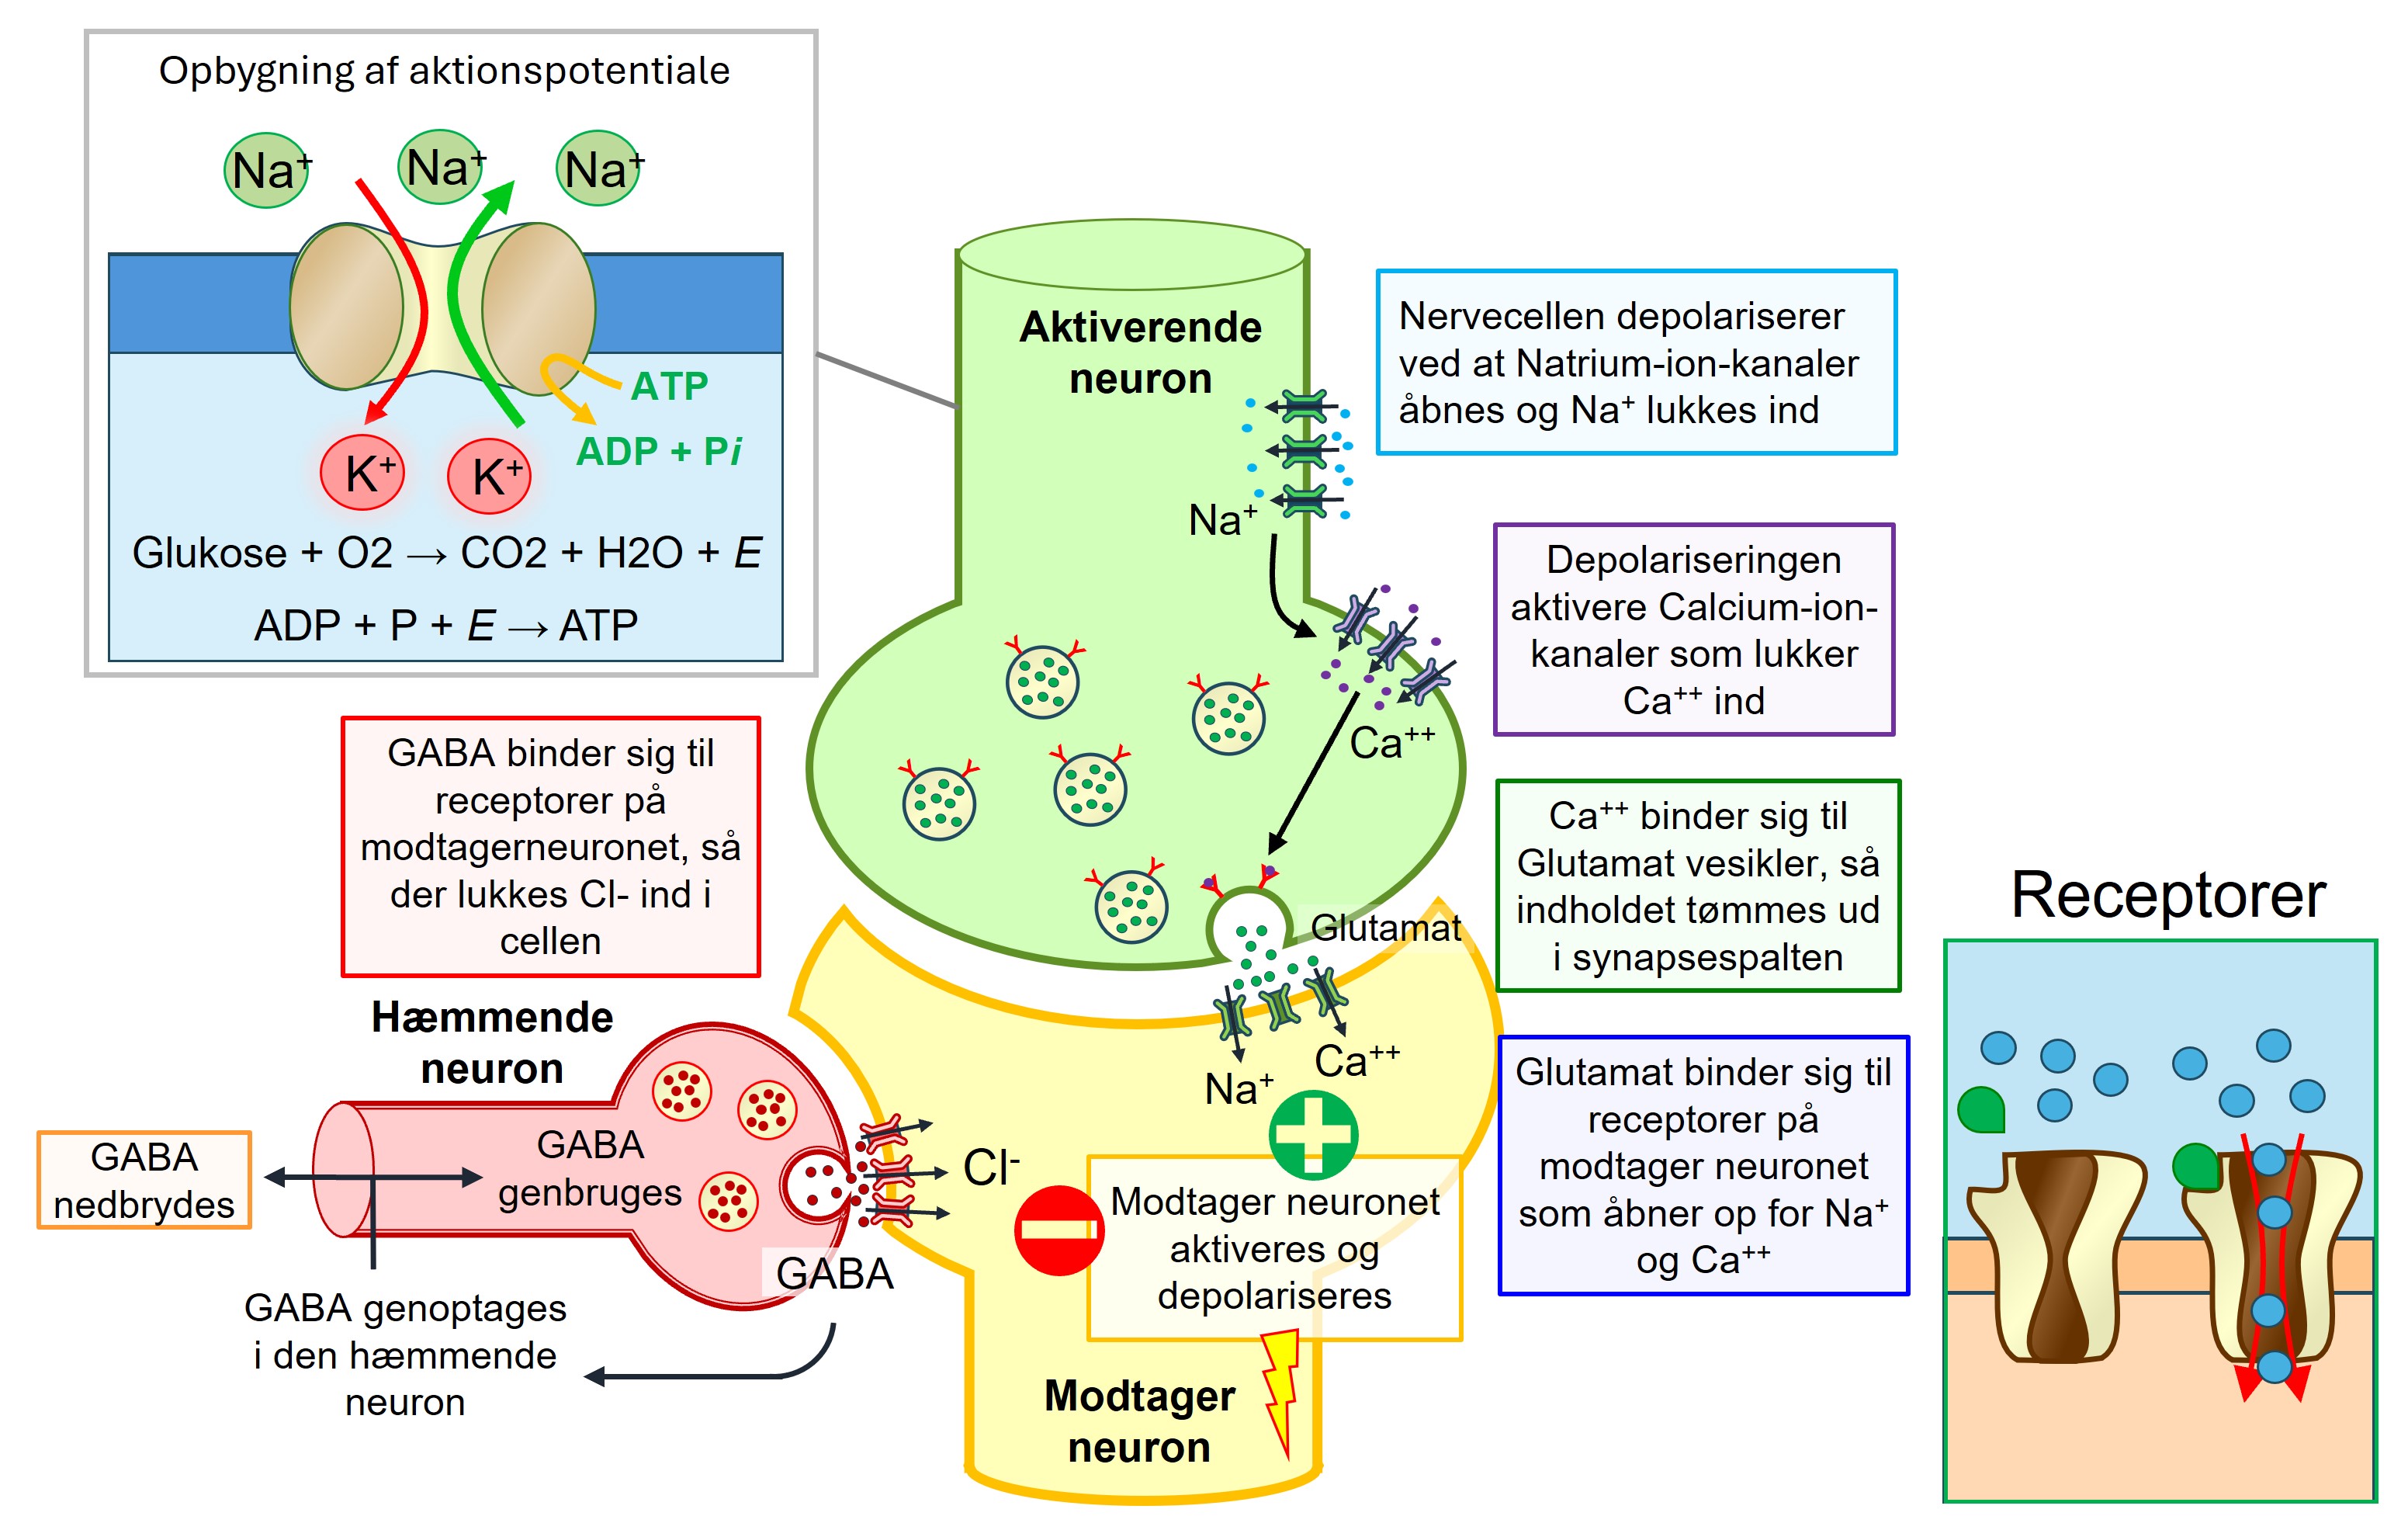 Opbygning af aktionspotentiale
Na+
Na+
Na+
ATP
ADP + Pi
K+
K+
Glukose + O2 → CO2 + H2O + E
ADP + P + E → ATP
Aktiverende
neuron
Nervecellen depolariserer
ved at Natrium-ion-kanaler
åbnes og Na+ lukkes ind
Na+
Depolariseringen
aktivere Calcium-ion-
kanaler som lukker
Ca++ ind
Ca++
GABA binder sig til
receptorer på
modtagerneuronet, så
der lukkes Cl- ind i
cellen
Ca++ binder sig til
Glutamat vesikler, så
indholdet tømmes ud
i synapsespalten
Glutamat
Receptorer
Hæmmende
neuron
Na+
Ca++
Glutamat binder sig til
receptorer på
modtager neuronet
som åbner op for Na+
og Ca++
GABA
nedbrydes
GABA
genbruges
Cl-
GABA
Modtager neuronet
aktiveres og
depolariseres
GABA genoptages
i den hæmmende
neuron
Modtager
neuron